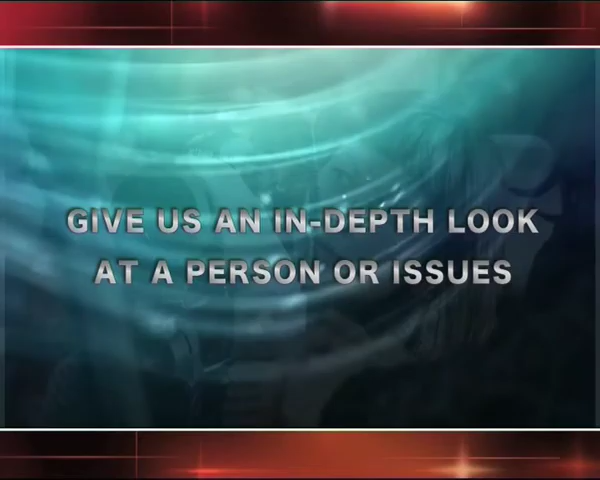 GIVE US AN IN-DEPTH LOOK
AT A PERSON OR ISSUES